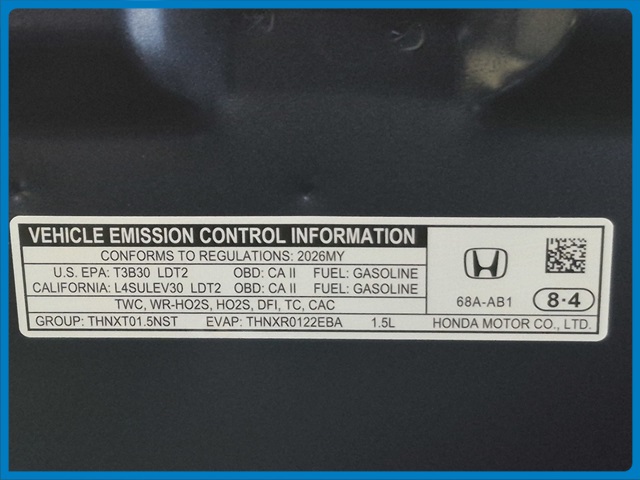 VEHICLE EMISSION CONTROL INFORMATION
CONFORMS TO REGULATIONS: 2026MY
U.S. EPA: T3B30 LDT2 OBD: CA II FUEL: GASOLINE
CALIFORNIA: L4SULEV30 LDT2 OBD: CA II FUEL: GASOLINE
TWC, WR-HO2S, HO2S, DFI, TC, CAC
GROUP: THNXT01.5NST EVAP: THNXR0122EBA 1.5L
68A-AB1
8·4
HONDA MOTOR CO., LTD.